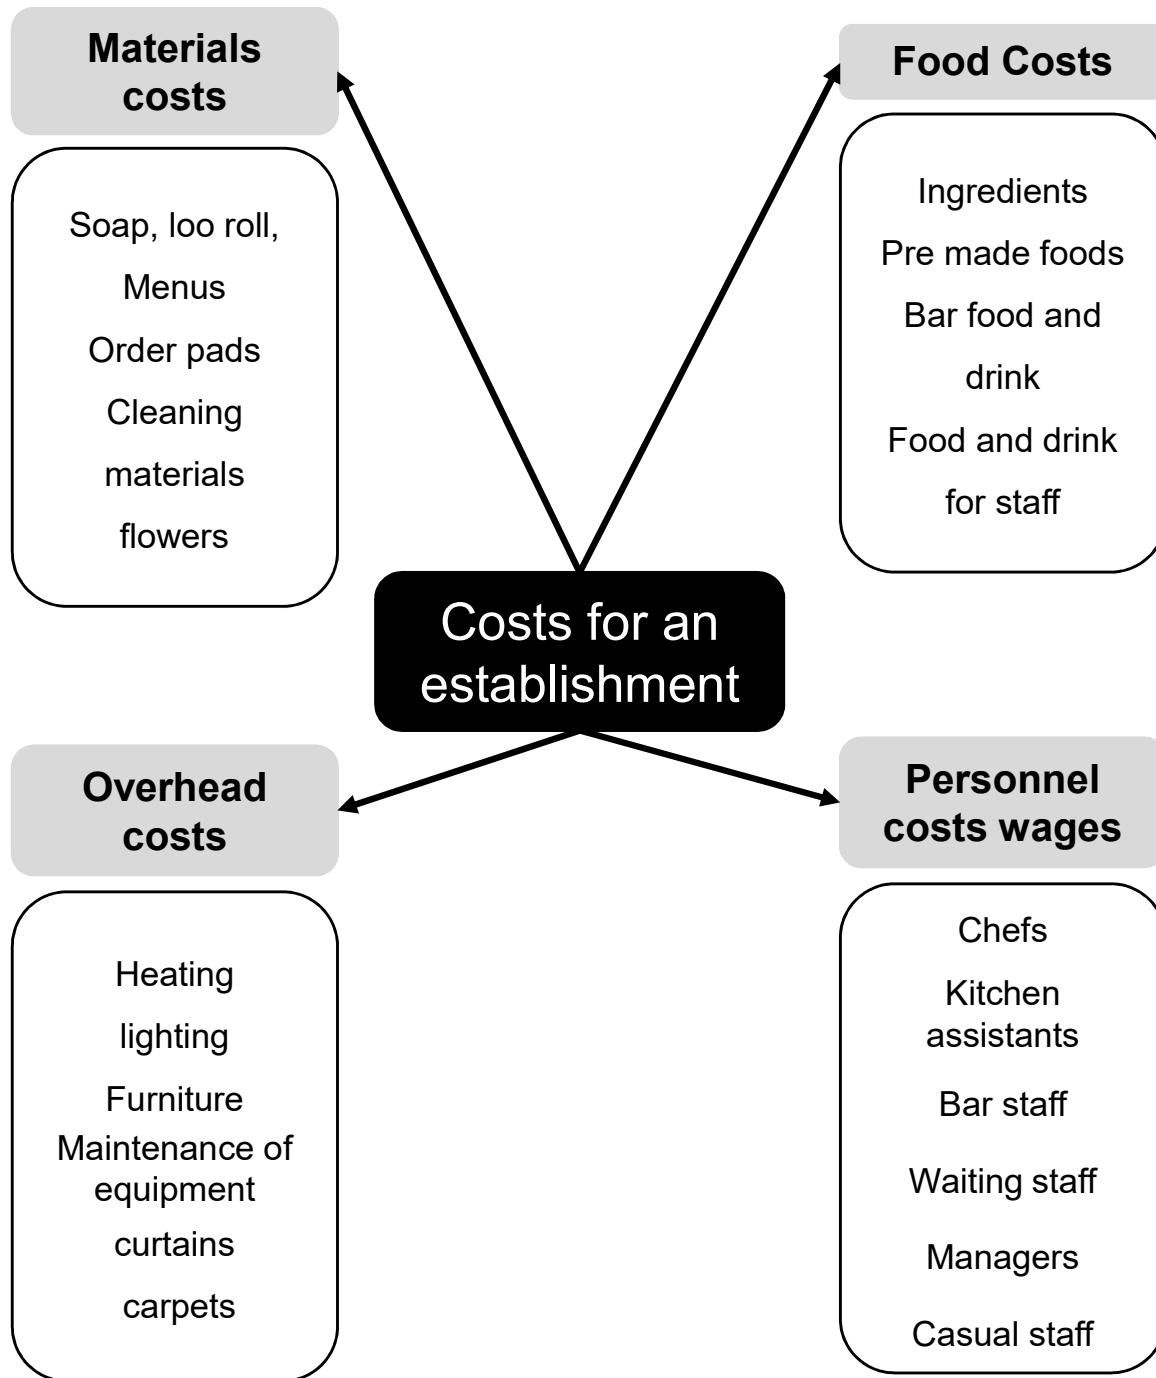 Materials
costs
Soap, loo roll,
Menus
Order pads
Cleaning
materials
flowers
Food Costs
Ingredients
Pre made foods
Bar food and
drink
Food and drink
for staff
Costs for an
establishment
Overhead
costs
Heating
lighting
Furniture
Maintenance of
equipment
curtains
carpets
Personnel
costs wages
Chefs
Kitchen
assistants
Bar staff
Waiting staff
Managers
Casual staff